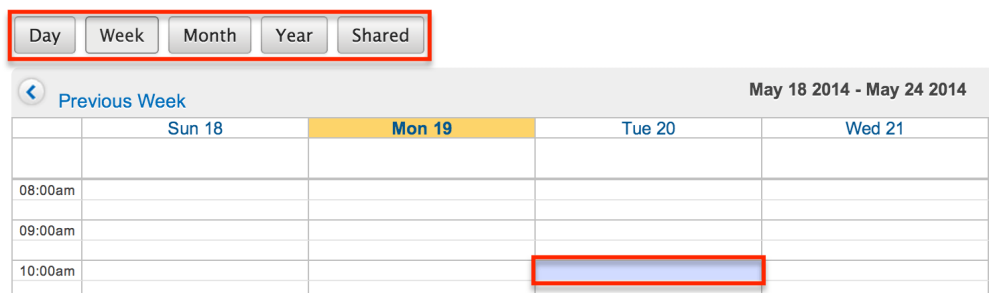 Day Week Month Year Shared
Previous Week May 18 2014 - May 24 2014
Sun 18 Mon 19 Tue 20 Wed 21
08:00am
09:00am
10:00am